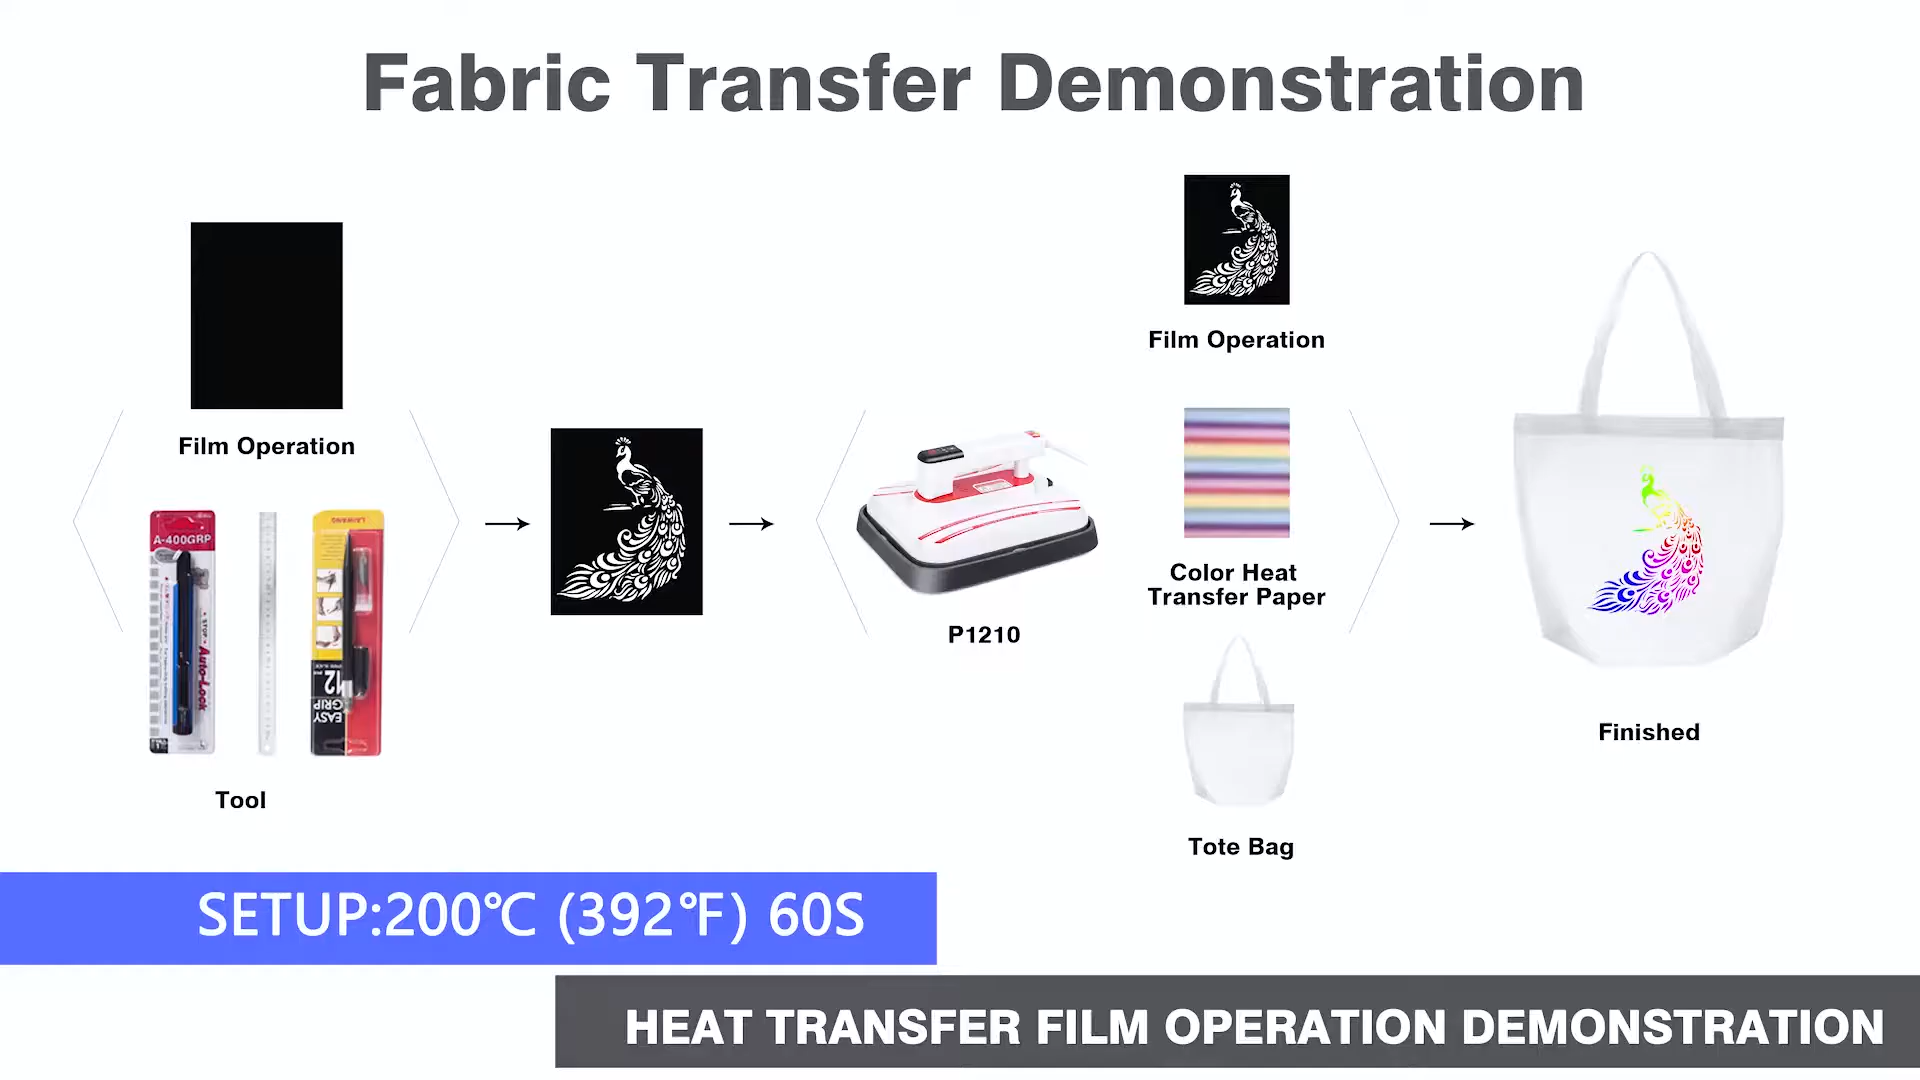 Fabric Transfer Demonstration
Film Operation
A-400GRP
Auto-Lock
12
EASY
GRIP
Tool
P1210
Film Operation
Color Heat
Transfer Paper
Tote Bag
Finished
SETUP:200℃ (392℉) 60S
HEAT TRANSFER FILM OPERATION DEMONSTRATION